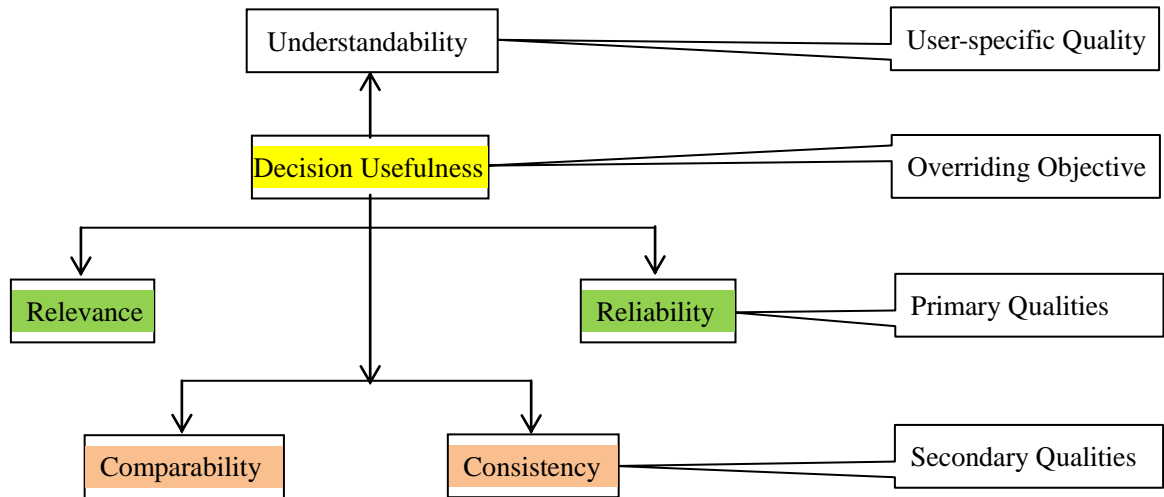 Understandability
User-specific Quality
Decision Usefulness
Overriding Objective
Relevance
Reliability
Primary Qualities
Comparability
Consistency
Secondary Qualities